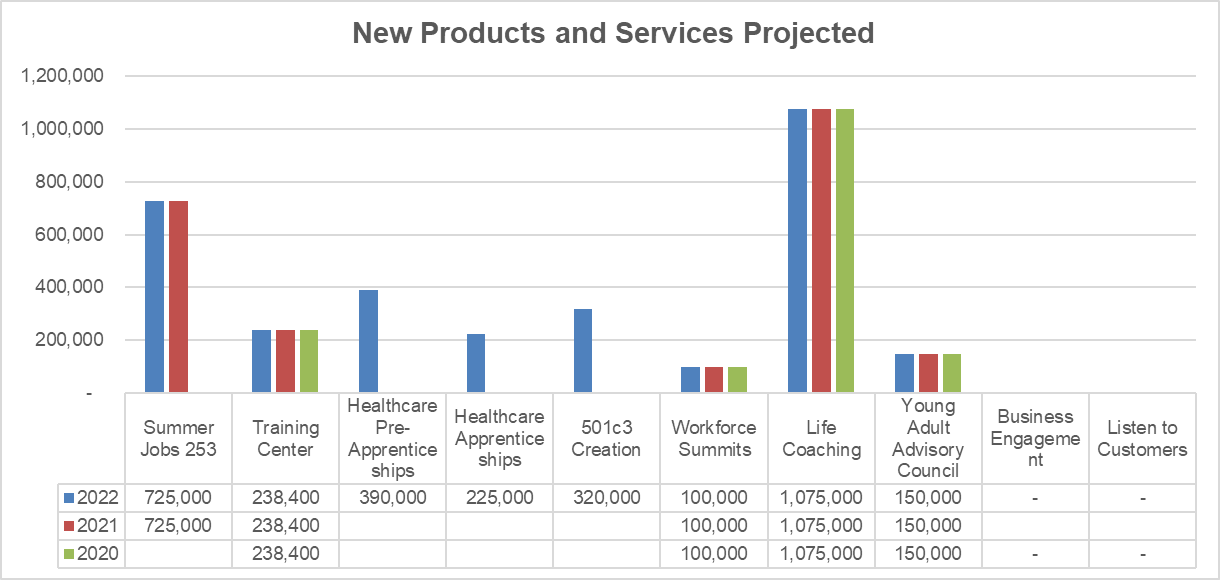 New Products and Services Projected
1,200,000
1,000,000
800,000
600,000
400,000
200,000
-
Summer
Jobs 253
Training
Center
Healthcare
Pre-
Apprentice
ships
Healthcare
Apprentice
ships
501c3
Creation
Workforce
Summits
Life
Coaching
Young
Adult
Advisory
Council
Business
Engageme
nt
Listen to
Customers
2022 725,000 238,400 390,000 225,000 320,000 100,000 1,075,000 150,000 - -
2021 725,000 238,400 100,000 1,075,000 150,000
2020 238,400 100,000 1,075,000 150,000 - -